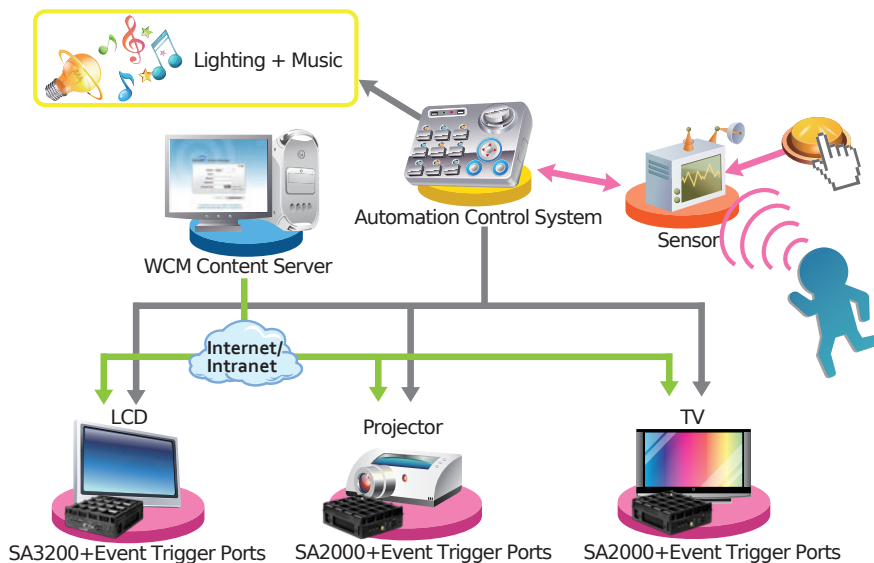 Lighting + Music
Automation Control System
Sensor
WCM Content Server
Internet/
Intranet
LCD
Projector
TV
SA3200+Event Trigger Ports
SA2000+Event Trigger Ports
SA2000+Event Trigger Ports